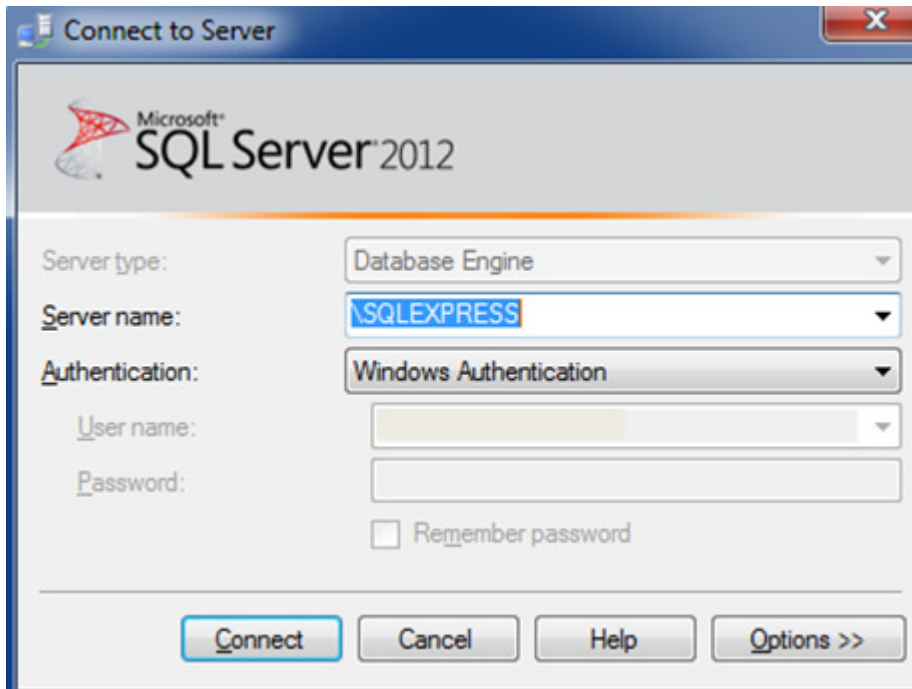 Connect to Server
Microsoft®
SQL Server® 2012
Server type: Database Engine
Server name: \SQLEXPRESS
Authentication: Windows Authentication
User name:
Password:
Remember password
Connect Cancel Help Options >>